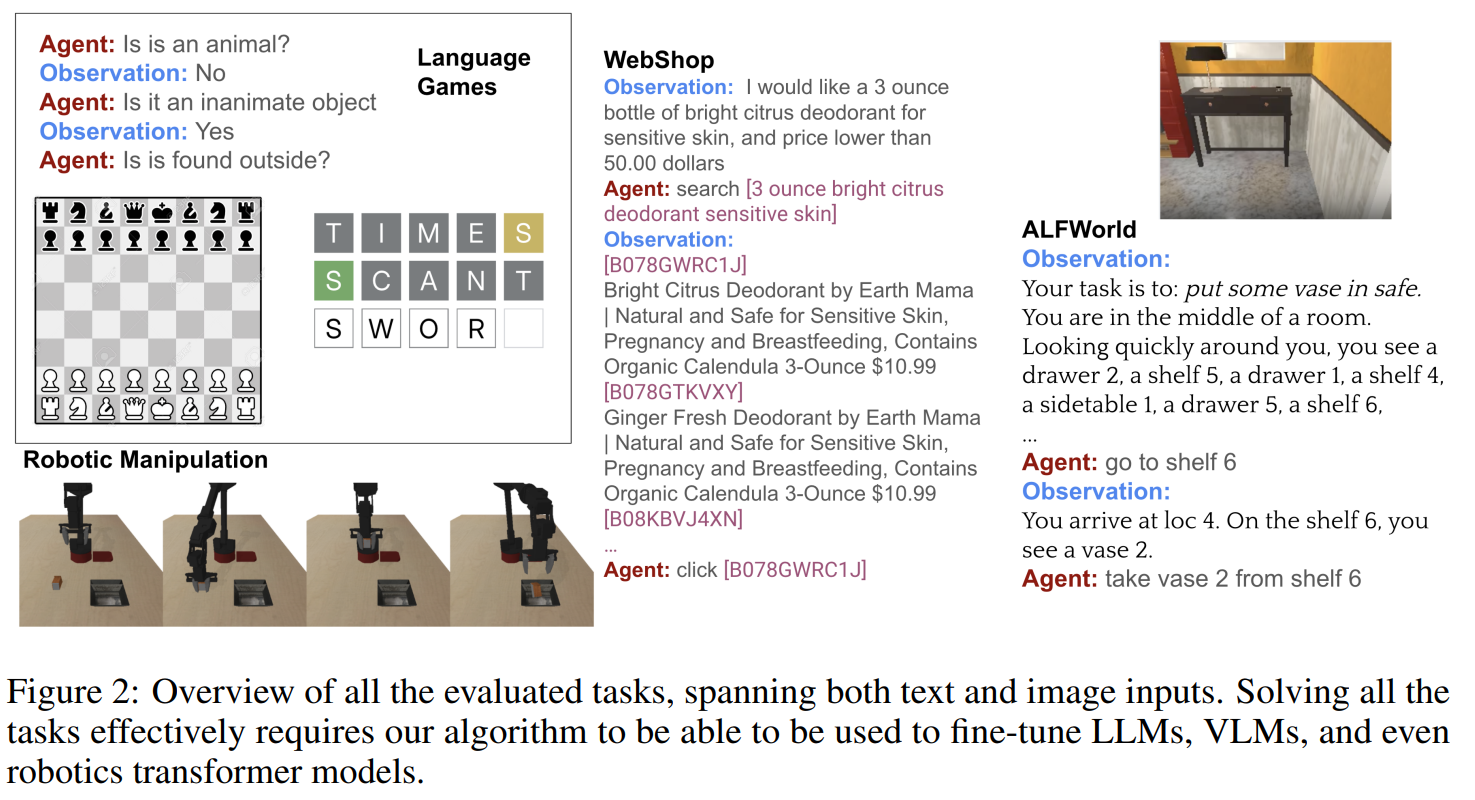 Agent: Is is an animal?
Observation: No
Agent: Is it an inanimate object
Observation: Yes
Agent: Is is found outside?
Language
Games
T I M E S
S C A N T
S W O R
Robotic Manipulation
WebShop
Observation: I would like a 3 ounce
bottle of bright citrus deodorant for
sensitive skin, and price lower than
50.00 dollars
Agent: search [3 ounce bright citrus
deodorant sensitive skin]
Observation:
[B078GWRC1J]
Bright Citrus Deodorant by Earth Mama
| Natural and Safe for Sensitive Skin,
Pregnancy and Breastfeeding, Contains
Organic Calendula 3-Ounce $10.99
[B078GTKVXY]
Ginger Fresh Deodorant by Earth Mama
| Natural and Safe for Sensitive Skin,
Pregnancy and Breastfeeding, Contains
Organic Calendula 3-Ounce $10.99
[B08KBVJ4XN]
...
Agent: click [B078GWRC1J]
ALFWorld
Observation:
Your task is to: put some vase in safe.
You are in the middle of a room.
Looking quickly around you, you see a
drawer 2, a shelf 5, a drawer 1, a shelf 4,
a sidetable 1, a drawer 5, a shelf 6,
...
Agent: go to shelf 6
Observation:
You arrive at loc 4. On the shelf 6, you
see a vase 2.
Agent: take vase 2 from shelf 6
Figure 2: Overview of all the evaluated tasks, spanning both text and image inputs. Solving all the
tasks effectively requires our algorithm to be able to be used to fine-tune LLMs, VLMs, and even
robotics transformer models.